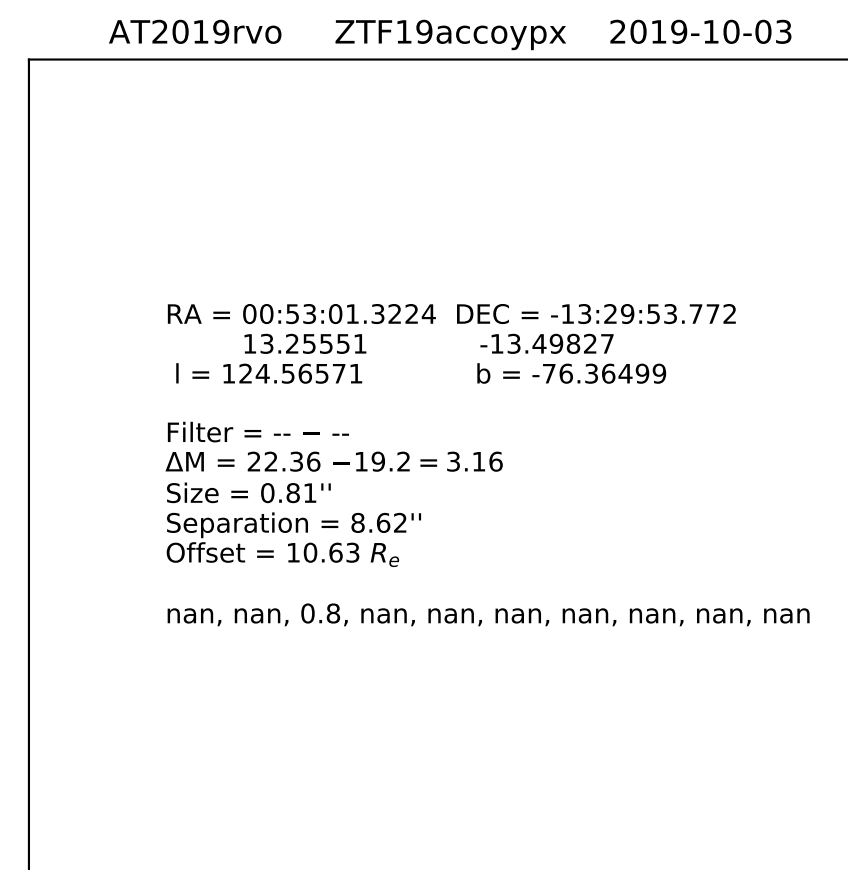 AT2019rvo ZTF19accoypx 2019-10-03
RA = 00:53:01.3224 DEC = -13:29:53.772
13.25551 -13.49827
l = 124.56571 b = -76.36499
Filter = -- − --
ΔM = 22.36 −19.2 = 3.16
Size = 0.81''
Separation = 8.62''
Offset = 10.63 Rₑ
nan, nan, 0.8, nan, nan, nan, nan, nan, nan, nan